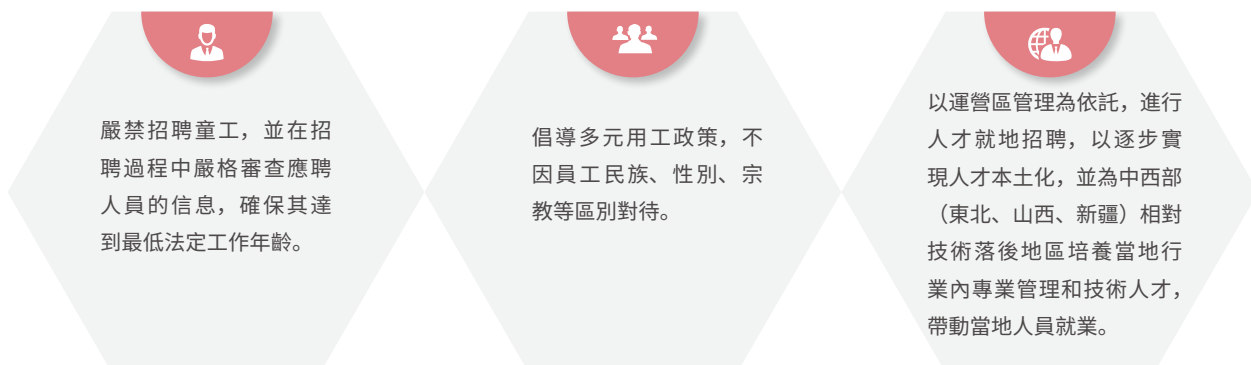 嚴禁招聘童工，並在招
聘過程中嚴格審查應聘
人員的信息，確保其達
到最低法定工作年齡。
倡導多元用工政策，不
因員工民族、性別、宗
教等區別對待。
以運營區管理為依託，進行
人才就地招聘，以逐步實
現人才本土化，並為中西部
（東北、山西、新疆）相對
技術落後地區培養當地行
業內專業管理和技術人才，
帶動當地人員就業。